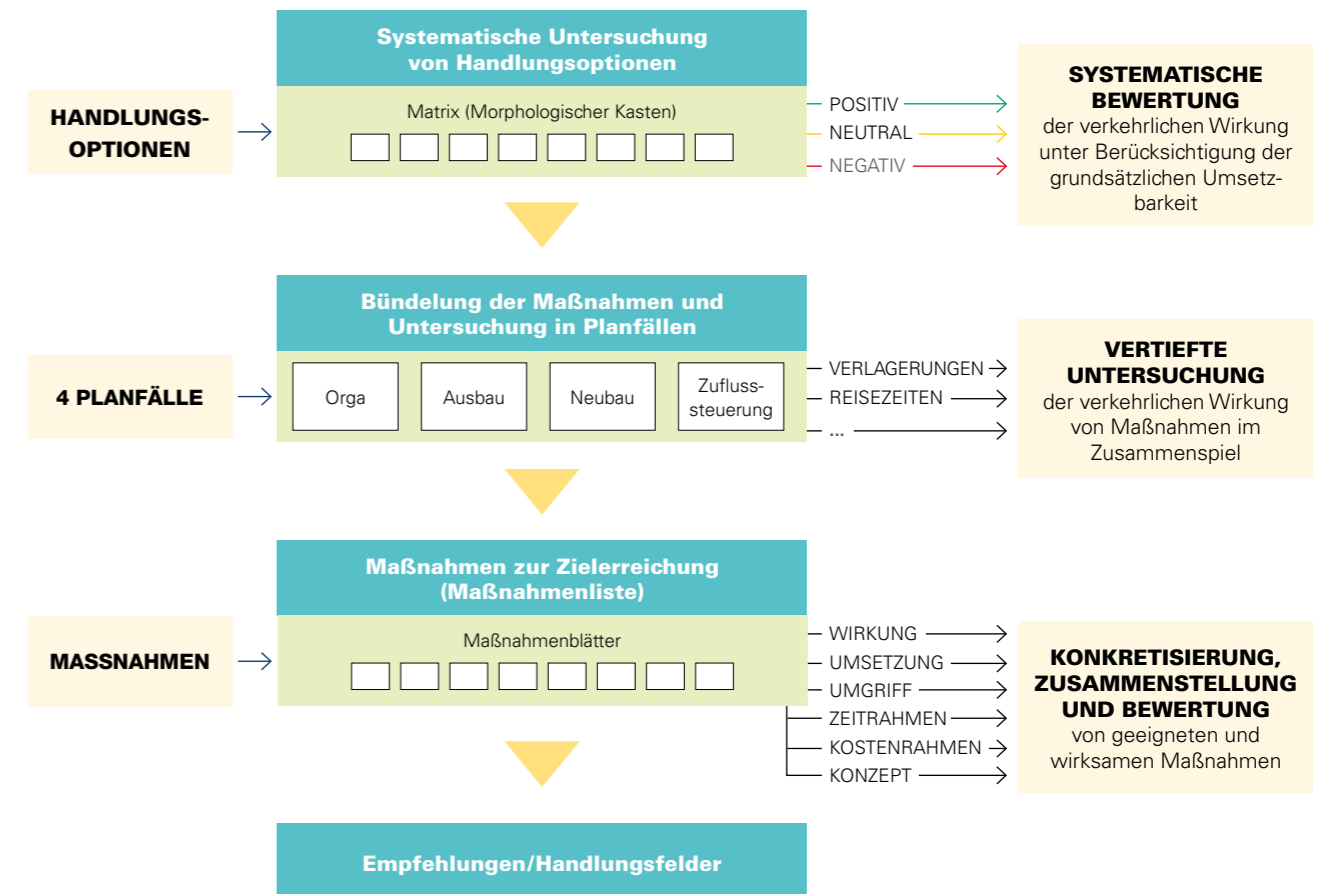 HANDLUNGS-
OPTIONEN
Systematische Untersuchung
von Handlungsoptionen
Matrix (Morphologischer Kasten)
POSITIV
NEUTRAL
NEGATIV
SYSTEMATISCHE
BEWERTUNG
der verkehrlichen Wirkung
unter Berücksichtigung der
grundsätzlichen Umsetz-
barkeit
4 PLANFÄLLE
Bündelung der Maßnahmen und
Untersuchung in Planfällen
Orga
Ausbau
Neubau
Zufluss-
steuerung
VERLAGERUNGEN
REISEZEITEN
...
VERTIEFTE
UNTERSUCHUNG
der verkehrlichen Wirkung
von Maßnahmen im
Zusammenspiel
MASSNAHMEN
Maßnahmen zur Zielerreichung
(Maßnahmenliste)
Maßnahmenblätter
WIRKUNG
UMSETZUNG
UMGRIFF
ZEITRAHMEN
KOSTENRAHMEN
KONZEPT
KONKRETISIERUNG,
ZUSAMMENSTELLUNG
UND BEWERTUNG
von geeigneten und
wirksamen Maßnahmen
Empfehlungen/Handlungsfelder